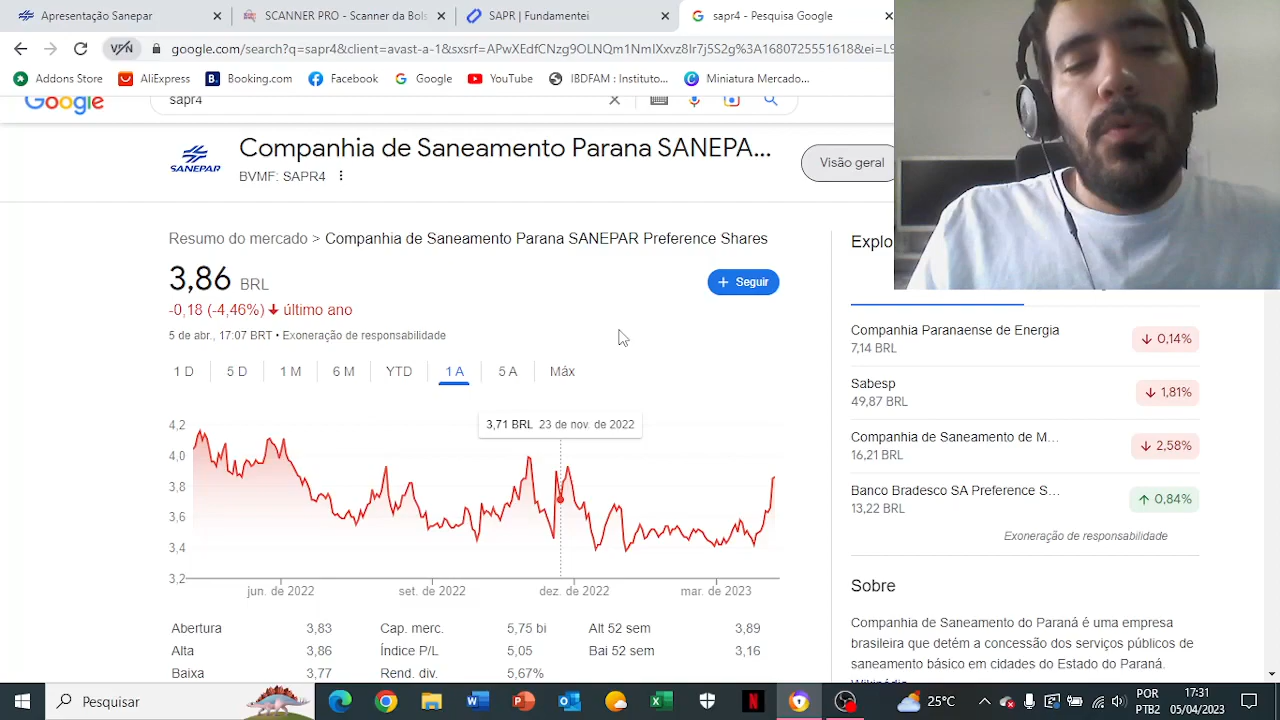 Apresentação Sanepar
SCANNER PRO - Scanner da Bols
SAPR | Fundamentei
sapr4 - Pesquisa Google
VPN
google.com/search?q=sapr4&client=avast-a-1&sxsrf=APwXEdfCNzg9OLNQm1NmIXxvz8Ir7j5S2g%3A1680725551618&ei=L9
Addons Store
AliExpress
Booking.com
Facebook
Google
YouTube
IBDFAM : Instituto...
Miniatura Mercado...
Google
sapr4
SANEPAR
Companhia de Saneamento Parana SANEPA...
BVMF: SAPR4
Visão geral
Resumo do mercado > Companhia de Saneamento Parana SANEPAR Preference Shares
3,86 BRL
+ Seguir
-0,18 (-4,46%) ↓ último ano
5 de abr., 17:07 BRT • Exoneração de responsabilidade
1 D 5 D 1 M 6 M YTD 1 A 5 A Máx
3,71 BRL 23 de nov. de 2022
4,2
4,0
3,8
3,6
3,4
3,2
jun. de 2022 set. de 2022 dez. de 2022 mar. de 2023
Abertura 3,83 Cap. merc. 5,75 bi Alt 52 sem 3,89
Alta 3,86 Índice P/L 5,05 Bai 52 sem 3,16
Baixa 3,77 Rend. div. 5,67%
Explo
Companhia Paranaense de Energia
7,14 BRL
↓ 0,14%
Sabesp
49,87 BRL
↓ 1,81%
Companhia de Saneamento de M...
16,21 BRL
↓ 2,58%
Banco Bradesco SA Preference S...
13,22 BRL
↑ 0,84%
Exoneração de responsabilidade
Sobre
Companhia de Saneamento do Paraná é uma empresa
brasileira que detém a concessão dos serviços públicos de
saneamento básico em cidades do Estado do Paraná.
Wikipédia
Pesquisar
25°C
POR
PTB2
17:31
05/04/2023